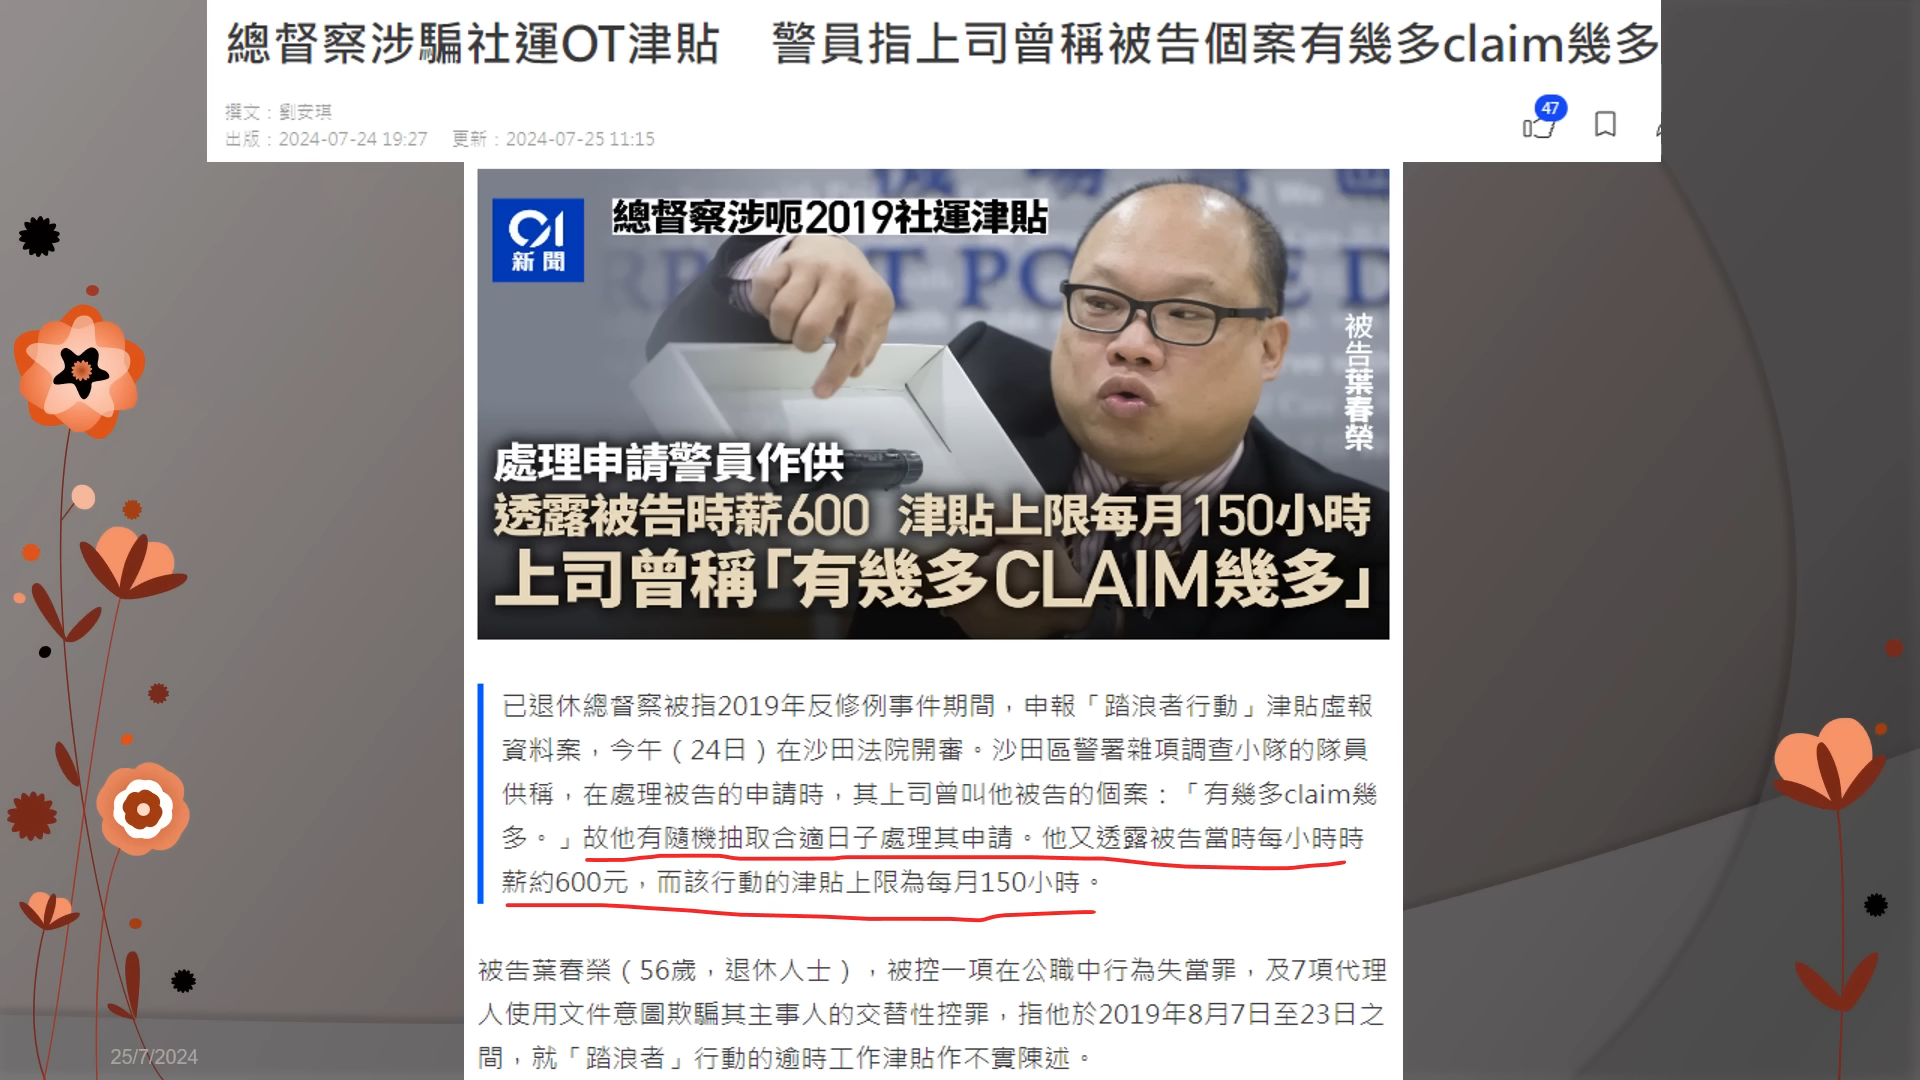 總督察涉騙社運OT津貼　警員指上司曾稱被告個案有幾多claim幾多
撰文：劉安琪
出版：2024-07-24 19:27　更新：2024-07-25 11:15
47
01
新聞
總督察涉呃2019社運津貼
被告葉春榮
處理申請警員作供
透露被告時薪600 津貼上限每月150小時
上司曾稱「有幾多CLAIM幾多」
已退休總督察被指2019年反修例事件期間，申報「踏浪者行動」津貼虛報
資料案，今午（24日）在沙田法院開審。沙田區警署雜項調查小隊的隊員
供稱，在處理被告的申請時，其上司曾叫他被告的個案：「有幾多claim幾
多。」故他有隨機抽取合適日子處理其申請。他又透露被告當時每小時時
薪約600元，而該行動的津貼上限為每月150小時。
被告葉春榮（56歲，退休人士），被控一項在公職中行為失當罪，及7項代理
人使用文件意圖欺騙其主事人的交替性控罪，指他於2019年8月7日至23日之
間，就「踏浪者」行動的逾時工作津貼作不實陳述。
25/7/2024